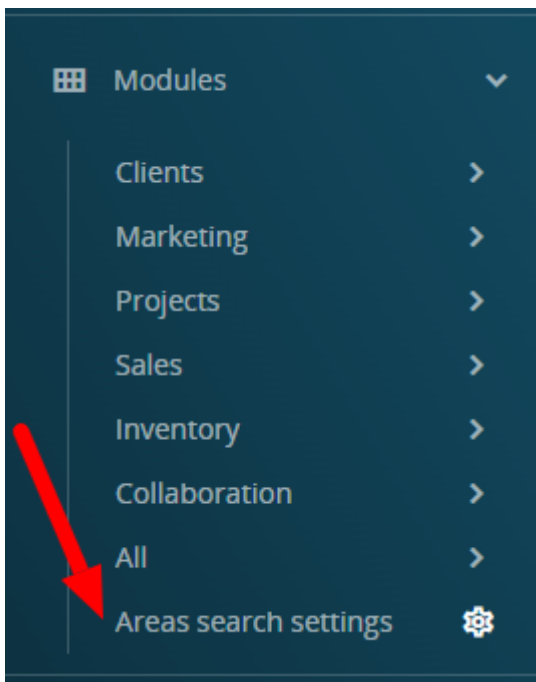 Modules
Clients
Marketing
Projects
Sales
Inventory
Collaboration
All
Areas search settings